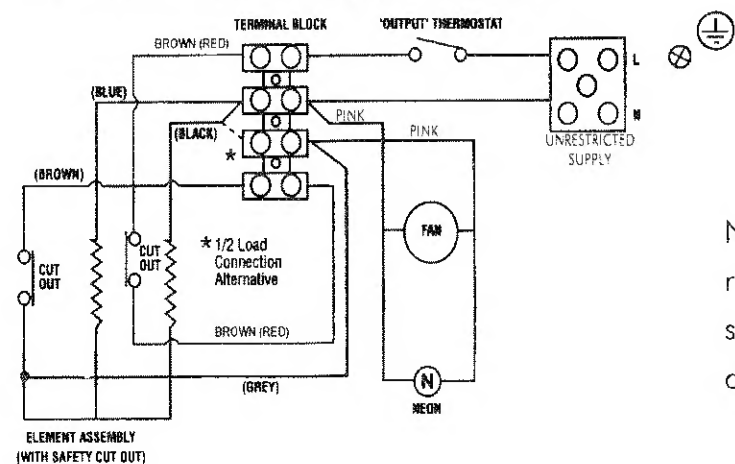 TERMINAL BLOCK
'OUTPUT' THERMOSTAT
BROWN (RED)
L
N
(BLUE)
(BLACK)
PINK
PINK
UNRESTRICTED
SUPPLY
*
(BROWN)
FAN
CUT
OUT
CUT
OUT
* 1/2 Load
Connection
Alternative
BROWN (RED)
(GREY)
N
NEON
ELEMENT ASSEMBLY
(WITH SAFETY CUT OUT)
N
r
s